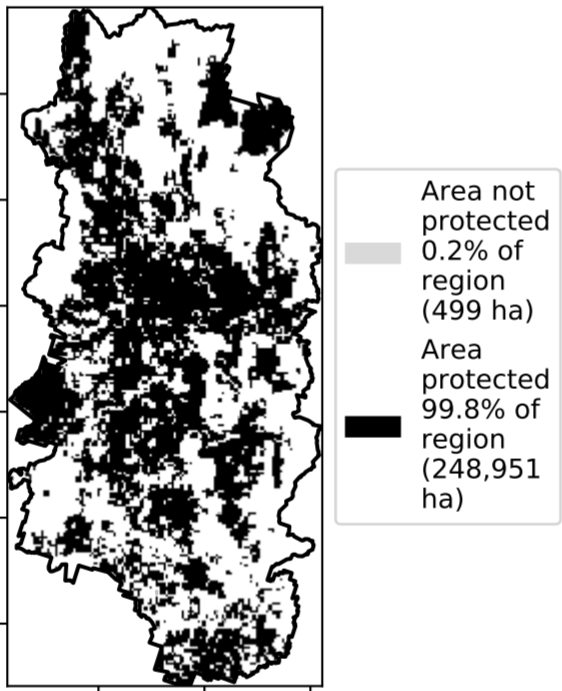 Area not
protected
0.2% of
region
(499 ha)
Area
protected
99.8% of
region
(248,951
ha)